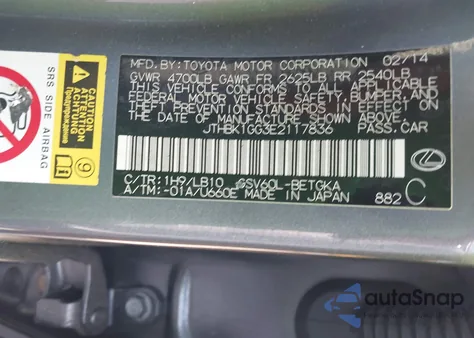 MFD.BY:TOYOTA MOTOR CORPORATION 02/14
GVWR 4700LB GAWR FR 2625LB RR 2540LB
THIS VEHICLE CONFORMS TO ALL APPLICABLE
FEDERAL MOTOR VEHICLE SAFETY, BUMPER, AND
THEFT PREVENTION STANDARDS IN EFFECT ON
THE DATE OF MANUFACTURE SHOWN ABOVE.
JTHBK1GG3E2117836 PASS.CAR
C/TR:1H9/LB10 GSV60L-BETGKA
A/TM:-01A/U660E MADE IN JAPAN 882 C
SRS SIDE AIRBAG
ACHTUNG
autoSnap